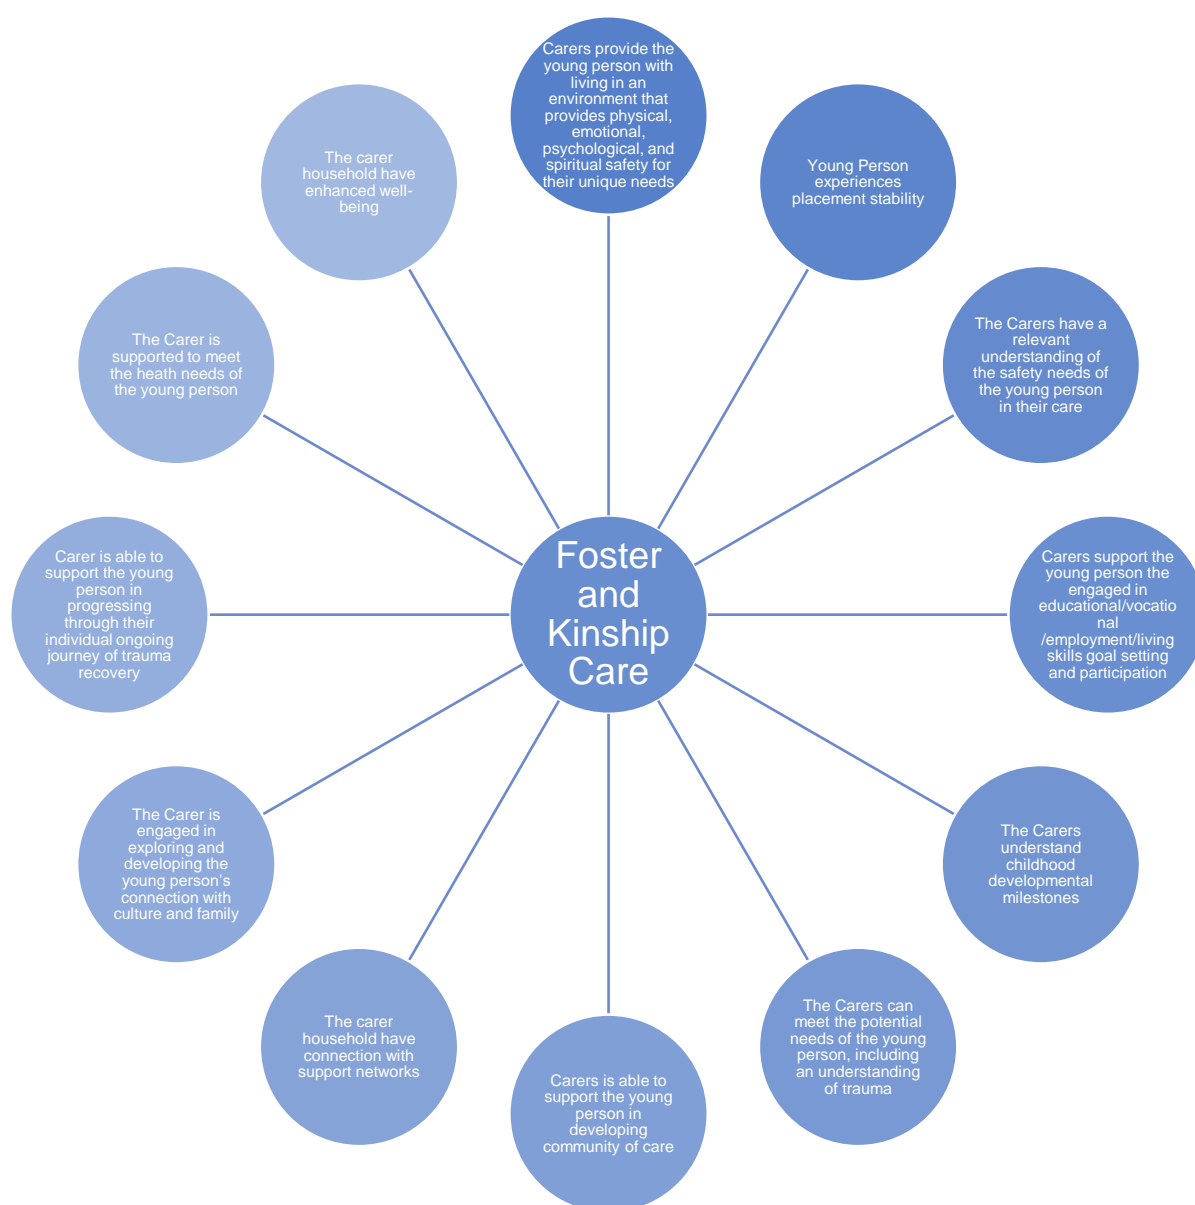 Foster
and
Kinship
Care
Carers provide the
young person with
living in an
environment that
provides physical,
emotional,
psychological, and
spiritual safety for
their unique needs
Young Person
experiences
placement stability
The Carers have a
relevant
understanding of
the safety needs of
the young person
in their care
Carers support the
young person the
engaged in
educational/vocatio
nal
/employment/living
skills goal setting
and participation
The Carers
understand
childhood
developmental
milestones
The Carers can
meet the potential
needs of the young
person, including
an understanding
of trauma
Carers is able to
support the young
person in
developing
community of care
The carer
household have
connection with
support networks
The Carer is
engaged in
exploring and
developing the
young person’s
connection with
culture and family
Carer is able to
support the young
person in
progressing
through their
individual ongoing
journey of trauma
recovery
The Carer is
supported to meet
the heath needs of
the young person
The carer
household have
enhanced well-
being